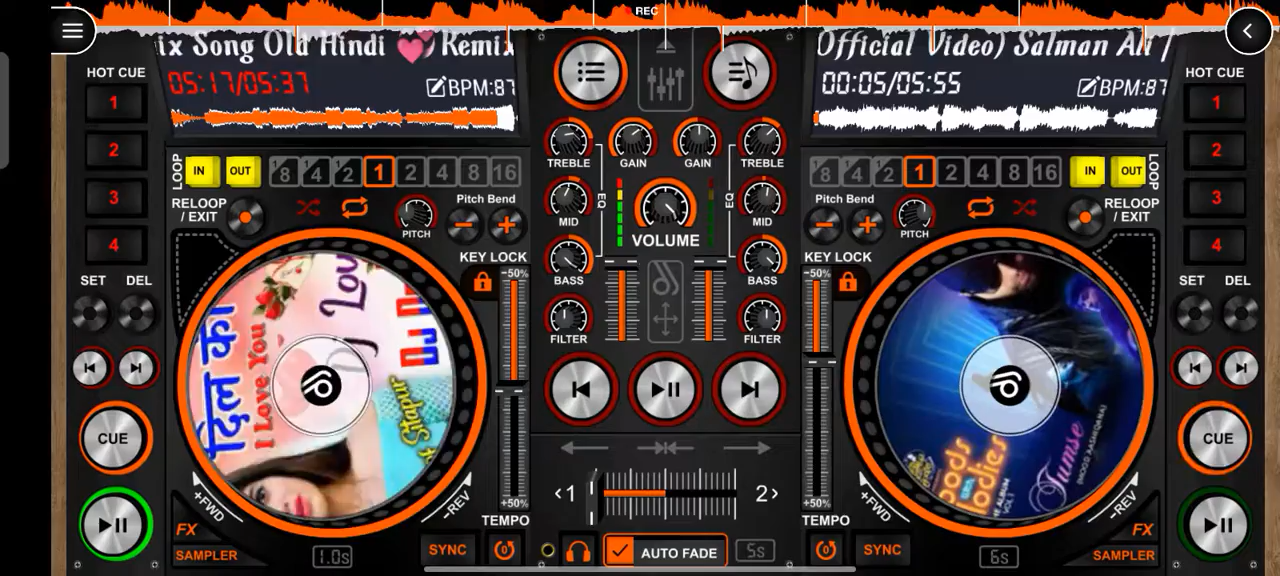 REC
ix Song Old Hindi 💕 Remix
05:17/05:37
BPM:87
Official Video) Salman Ali |
00:05/05:55
BPM:87
HOT CUE
1
2
3
4
SET DEL
CUE
LOOP
IN OUT
/8 /4 /2 1 2 4 8 16
RELOOP
/ EXIT
PITCH
Pitch Bend
KEY LOCK
-50%
+50%
TEMPO
दिल का
I Love You
Love
DJ
Sitapur
+FWD
-REV
FX
SAMPLER
1.0s
SYNC
TREBLE GAIN GAIN TREBLE
MID EQ EQ MID
VOLUME
BASS BASS
FILTER FILTER
<1 2>
AUTO FADE 5s
/8 /4 /2 1 2 4 8 16
IN OUT
LOOP
Pitch Bend
PITCH
RELOOP
/ EXIT
KEY LOCK
-50%
+50%
TEMPO
Tumse
+FWD
-REV
FX
SAMPLER
6s
SYNC
HOT CUE
1
2
3
4
SET DEL
CUE